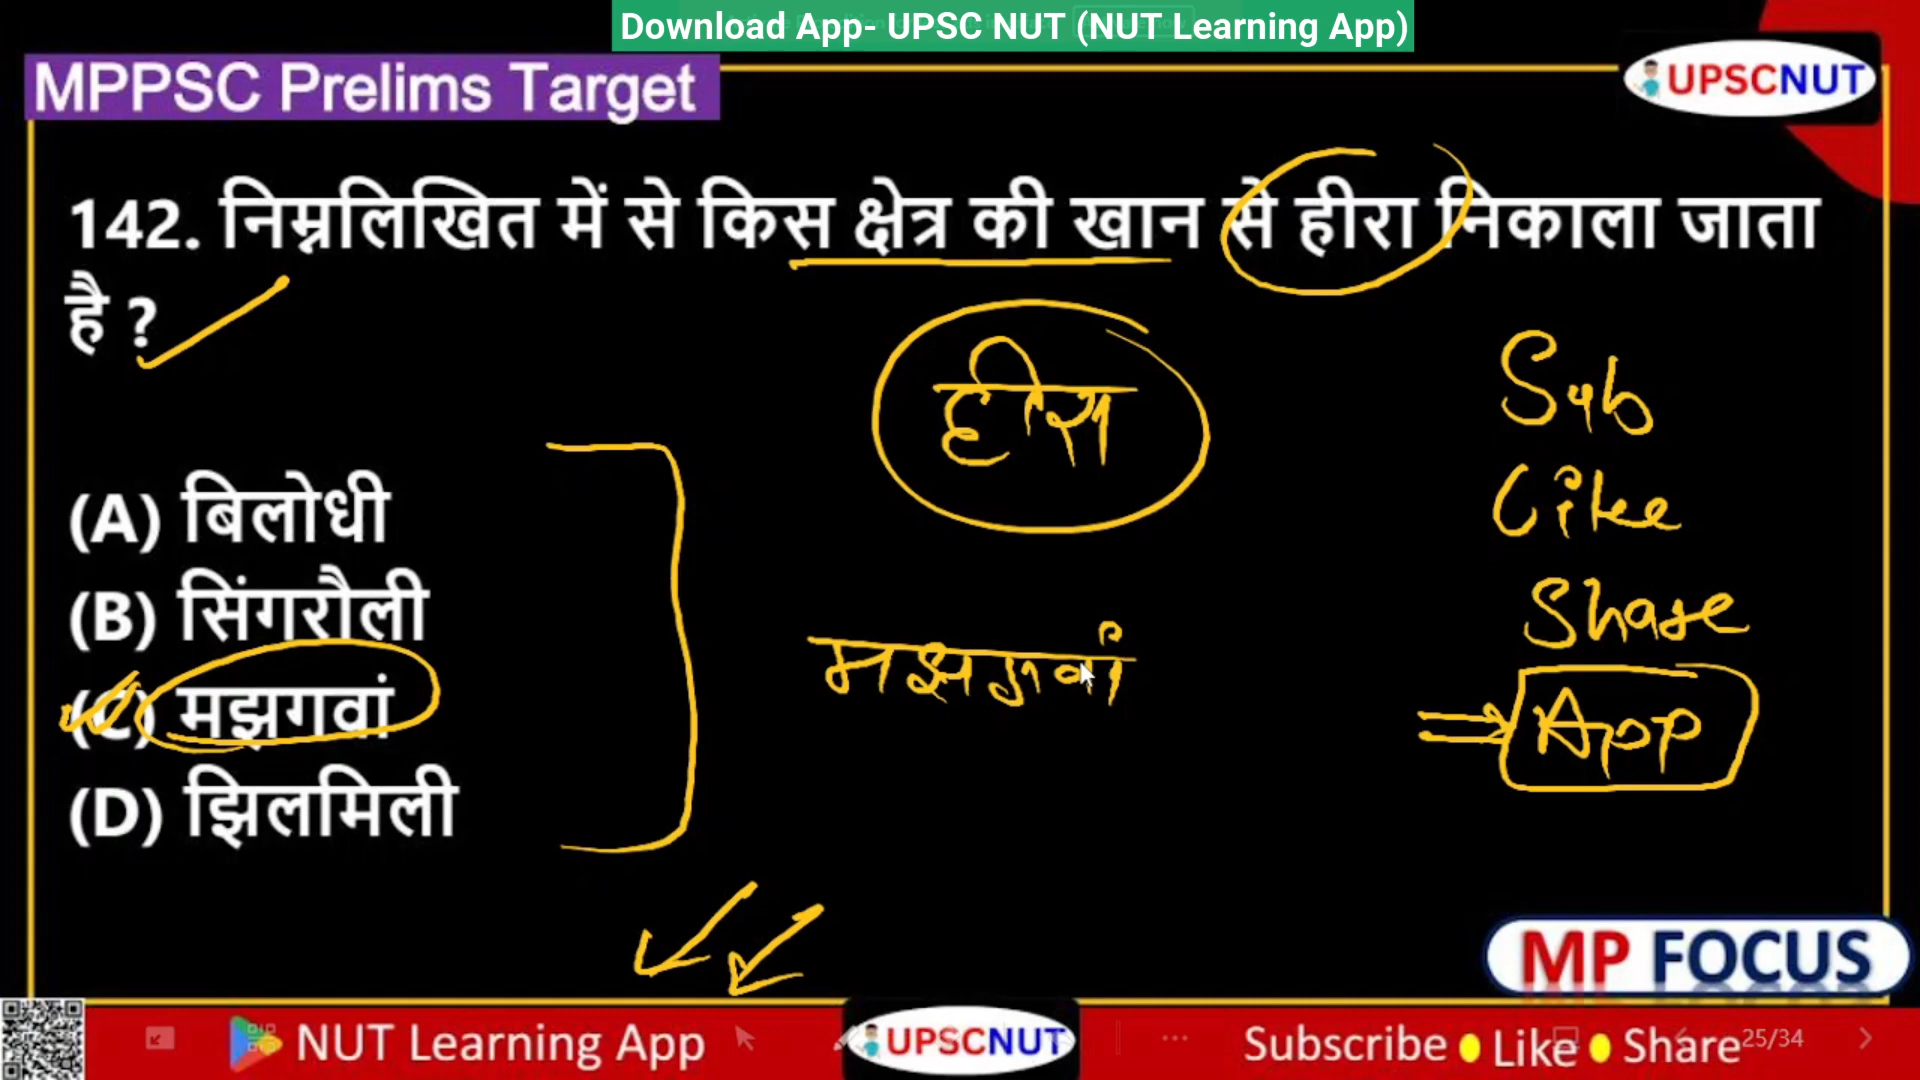 Download App- UPSC NUT (NUT Learning App)
MPPSC Prelims Target
UPSCNUT
142. निम्नलिखित में से किस क्षेत्र की खान से हीरा निकाला जाता
है ?
हीरा
Sub
Like
Share
App
(A) बिलोधी
(B) सिंगरौली
(C) मझगवां
मझगवां
(D) झिलमिली
MP FOCUS
NUT Learning App
UPSCNUT
Subscribe Like Share
25/34